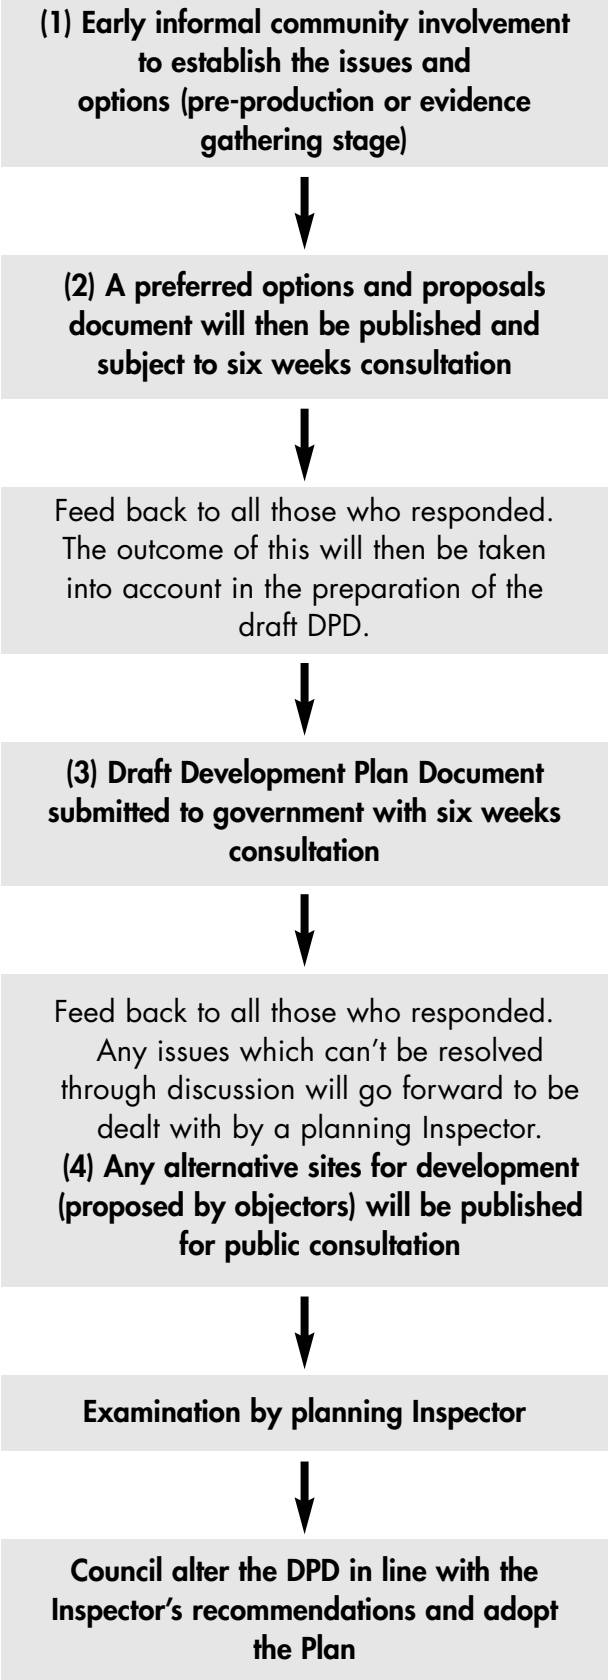 (1) Early informal community involvement
to establish the issues and
options (pre-production or evidence
gathering stage)
(2) A preferred options and proposals
document will then be published and
subject to six weeks consultation
Feed back to all those who responded.
The outcome of this will then be taken
into account in the preparation of the
draft DPD.
(3) Draft Development Plan Document
submitted to government with six weeks
consultation
Feed back to all those who responded.
Any issues which can’t be resolved
through discussion will go forward to be
dealt with by a planning Inspector.
(4) Any alternative sites for development
(proposed by objectors) will be published
for public consultation
Examination by planning Inspector
Council alter the DPD in line with the
Inspector’s recommendations and adopt
the Plan